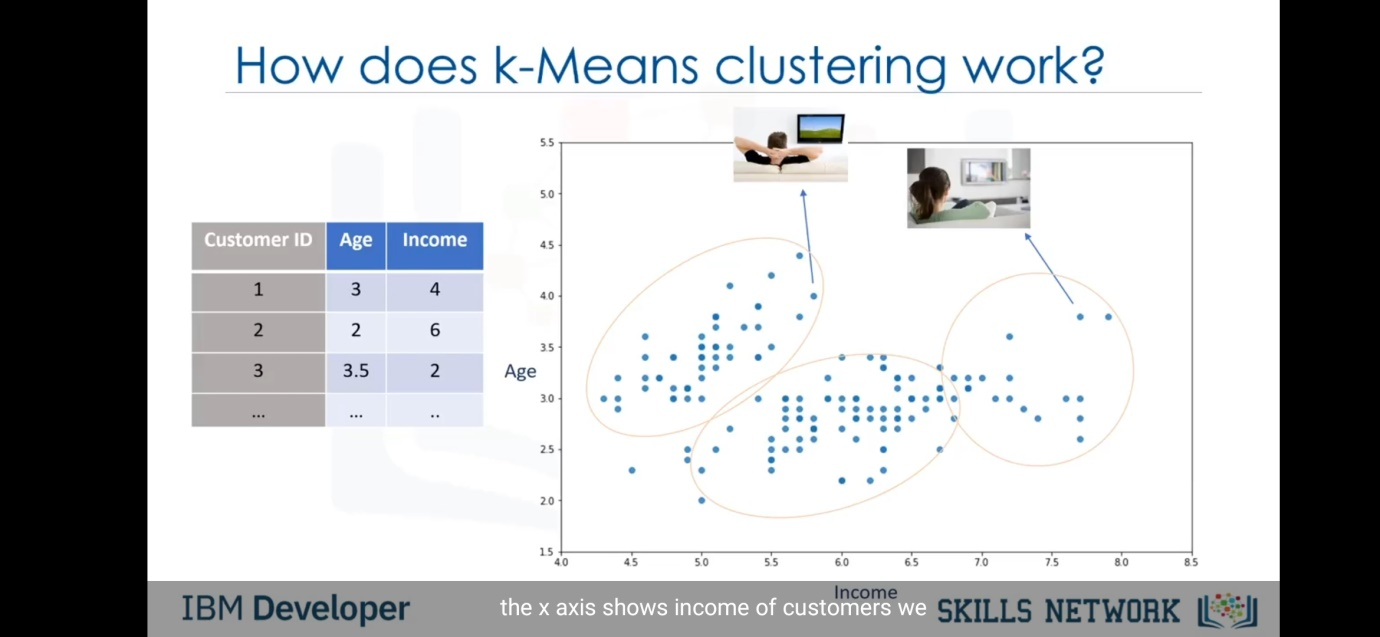 How does k-Means clustering work?
Customer ID Age Income
1 3 4
2 2 6
3 3.5 2
... ... ..
5.5
5.0
4.5
4.0
3.5
Age
3.0
2.5
2.0
1.5
4.0 4.5 5.0 5.5 6.0 6.5 7.0 7.5 8.0 8.5
Income
IBM Developer
the x axis shows income of customers we
SKILLS NETWORK